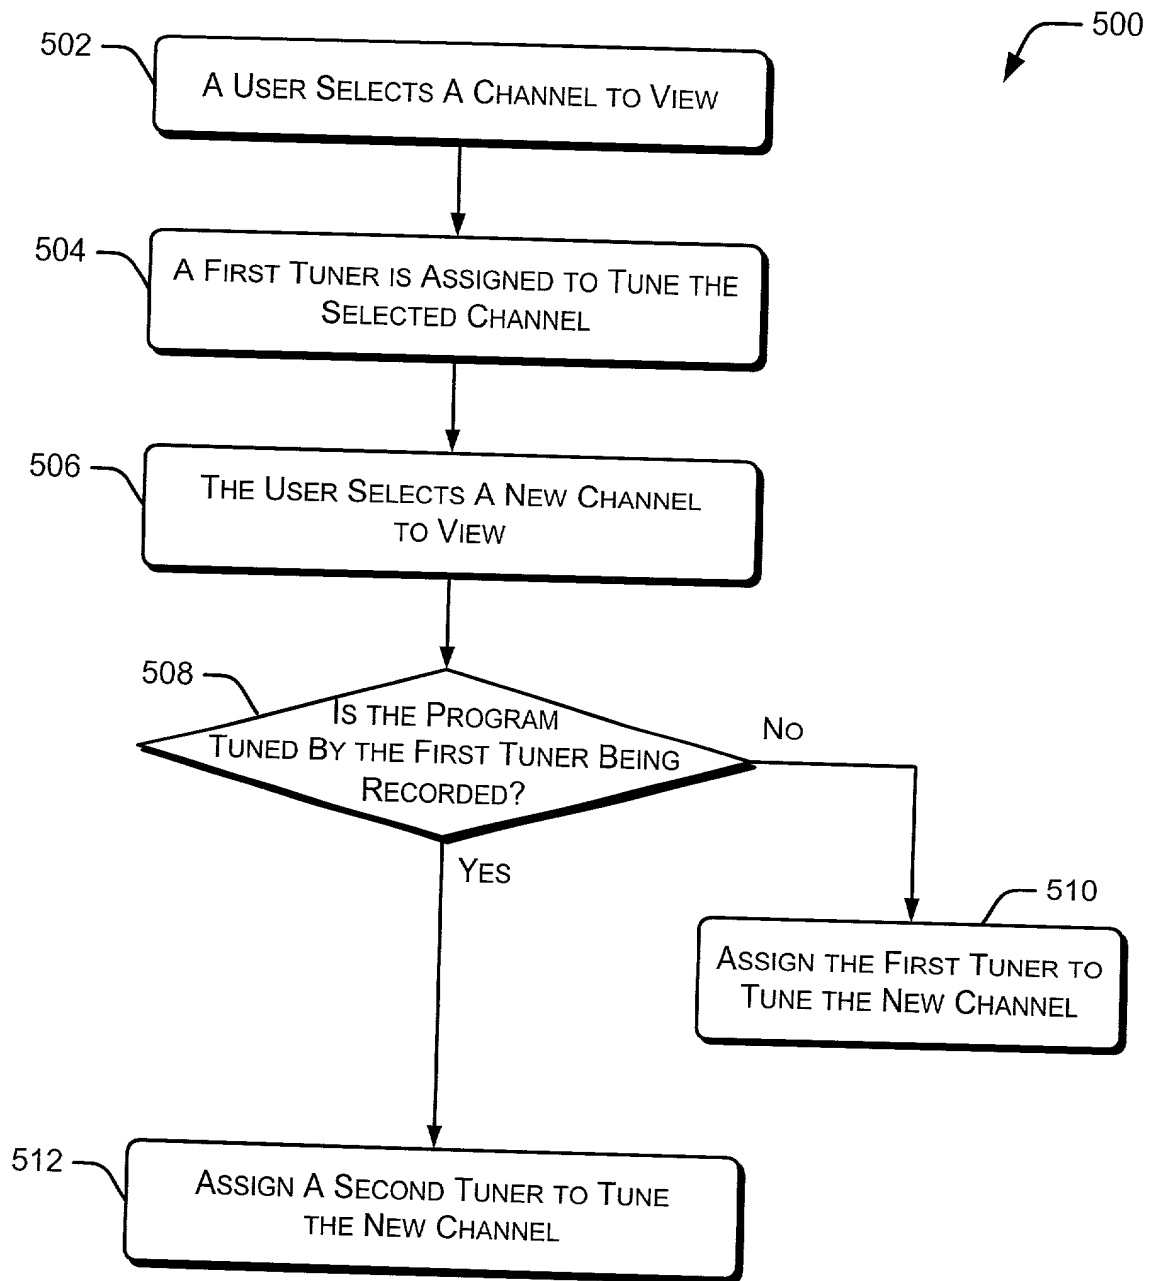 500
502
A USER SELECTS A CHANNEL TO VIEW
504
A FIRST TUNER IS ASSIGNED TO TUNE THE
SELECTED CHANNEL
506
THE USER SELECTS A NEW CHANNEL
TO VIEW
508
IS THE PROGRAM
TUNED BY THE FIRST TUNER BEING
RECORDED?
NO
YES
510
ASSIGN THE FIRST TUNER TO
TUNE THE NEW CHANNEL
512
ASSIGN A SECOND TUNER TO TUNE
THE NEW CHANNEL